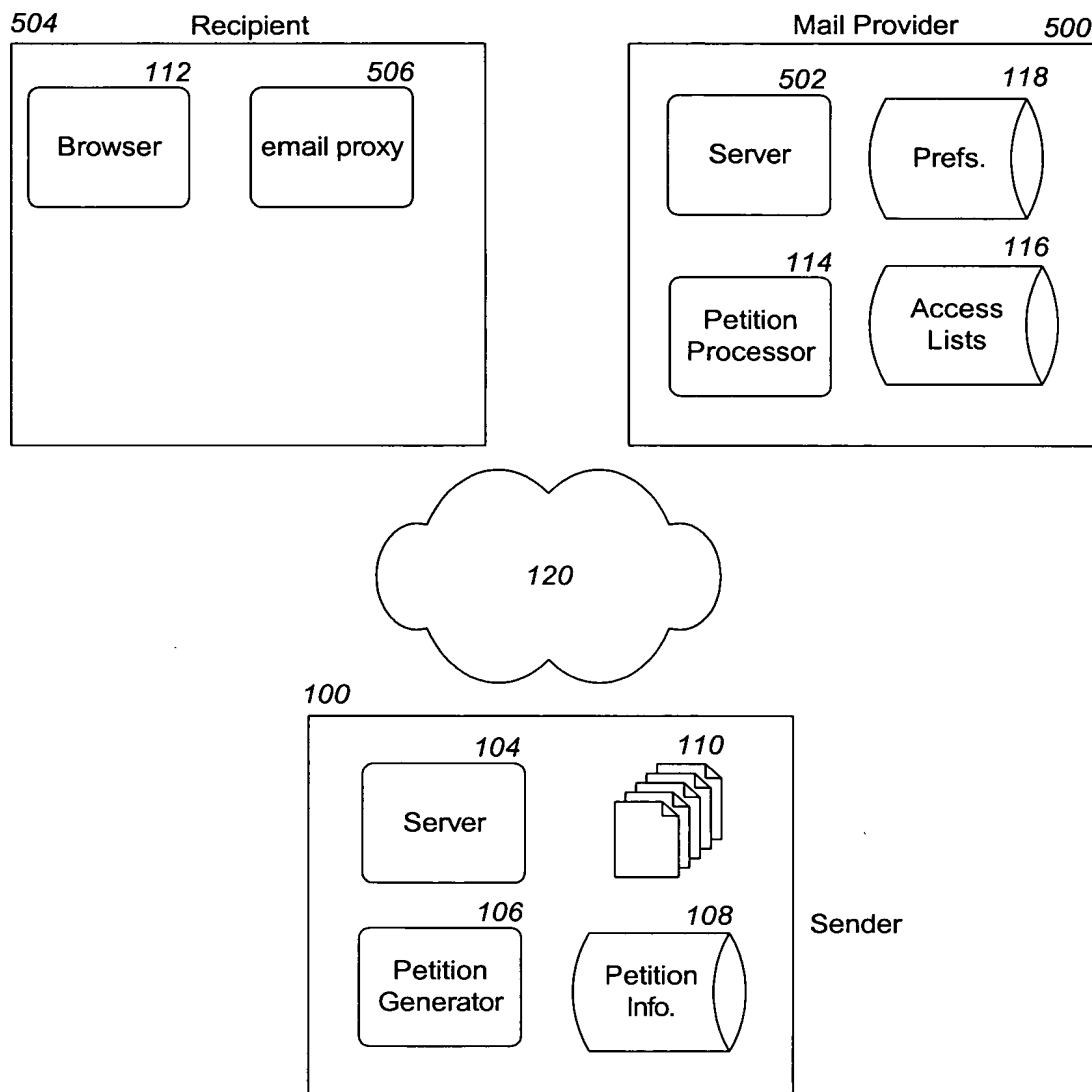 504 Recipient
Mail Provider 500
112
506
502
118
Browser
email proxy
Server
Prefs.
114
116
Petition
Processor
Access
Lists
120
100
104
110
Server
106
108
Sender
Petition
Generator
Petition
Info.